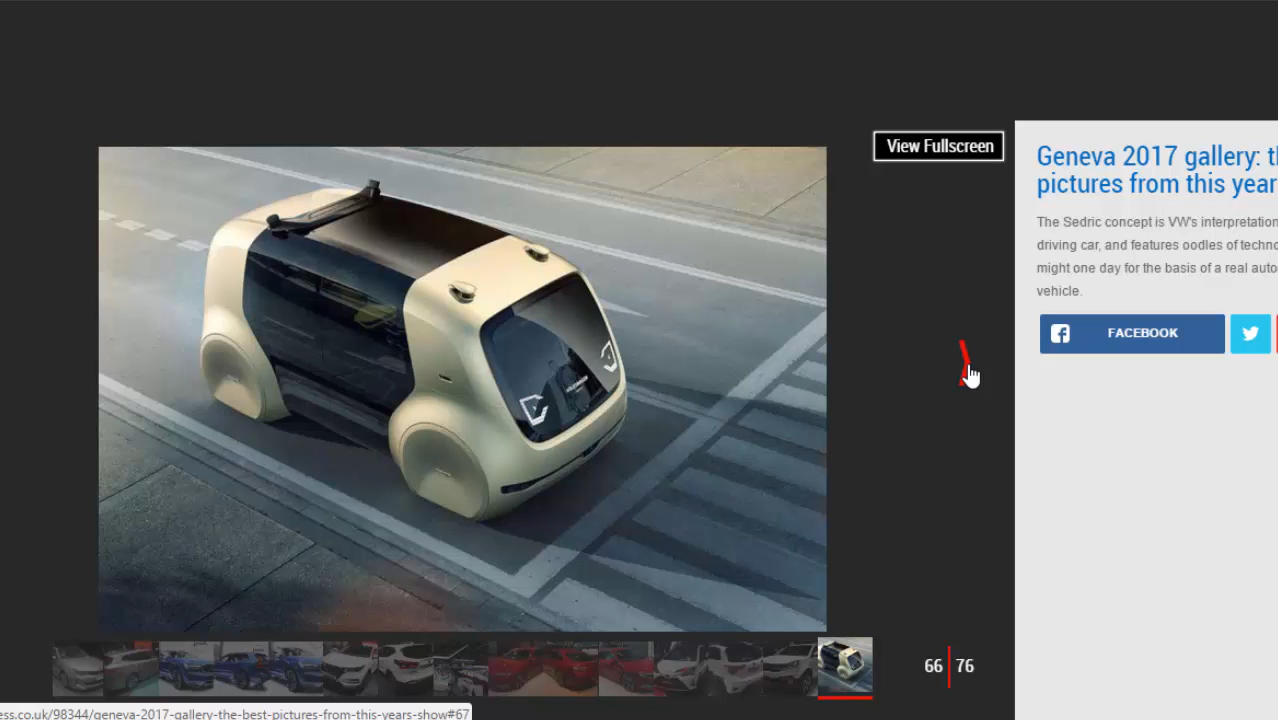 View Fullscreen
Geneva 2017 gallery: t
pictures from this year
The Sedric concept is VW's interpretation
driving car, and features oodles of techno
might one day for the basis of a real auto
vehicle.
FACEBOOK
66 76
ess.co.uk/98344/geneva-2017-gallery-the-best-pictures-from-this-years-show#67